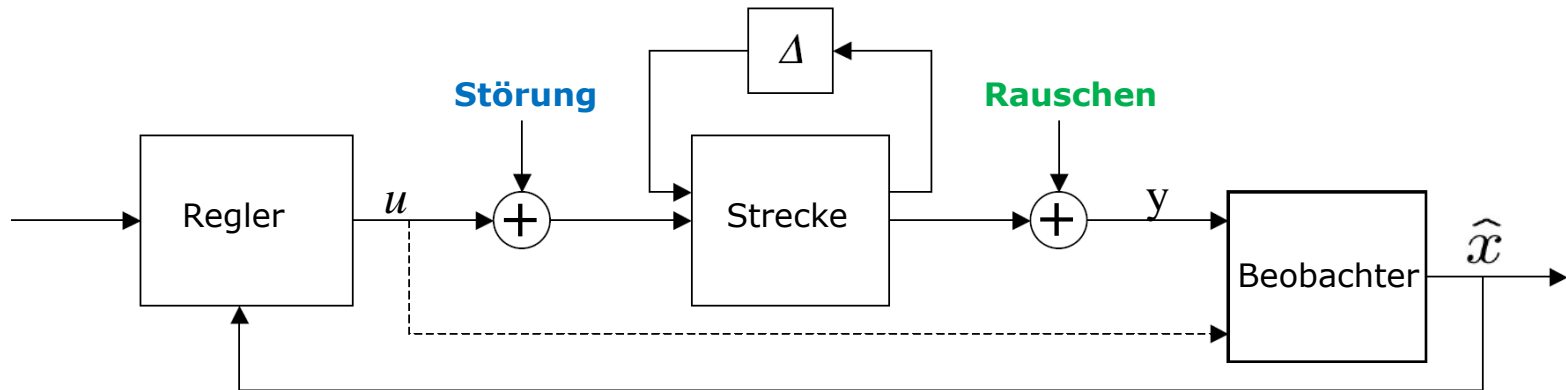 Δ
Störung
Rauschen
Regler
u
+
Strecke
+
y
Beobachter
x̂